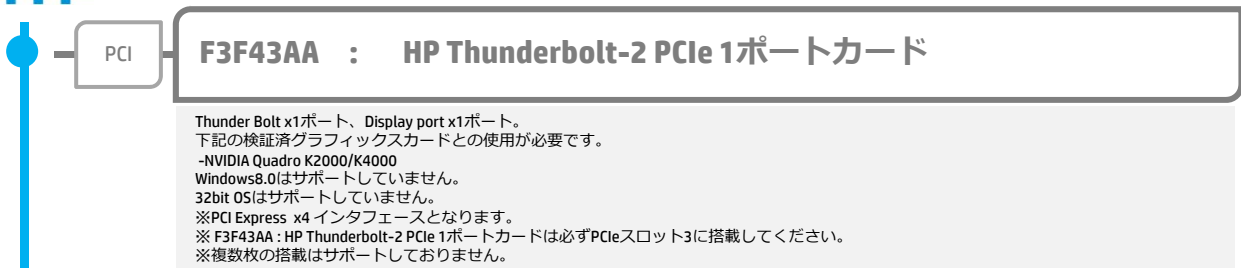 PCI
F3F43AA : HP Thunderbolt-2 PCIe 1ポートカード
Thunder Bolt x1ポート、Display port x1ポート。
下記の検証済グラフィックスカードとの使用が必要です。
-NVIDIA Quadro K2000/K4000
Windows8.0はサポートしていません。
32bit OSはサポートしていません。
※PCI Express x4 インタフェースとなります。
※ F3F43AA : HP Thunderbolt-2 PCIe 1ポートカードは必ずPCIeスロット3に搭載してください。
※複数枚の搭載はサポートしておりません。